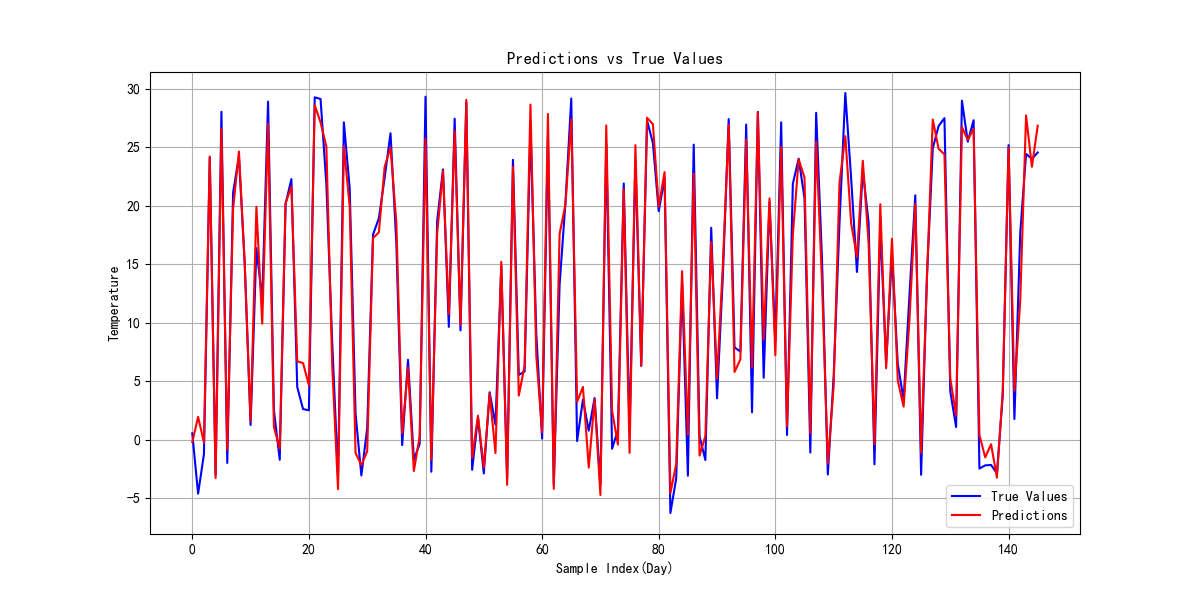 Predictions vs True Values
30
25
20
15
10
5
0
−5
Temperature
0 20 40 60 80 100 120 140
Sample Index(Day)
True Values
Predictions